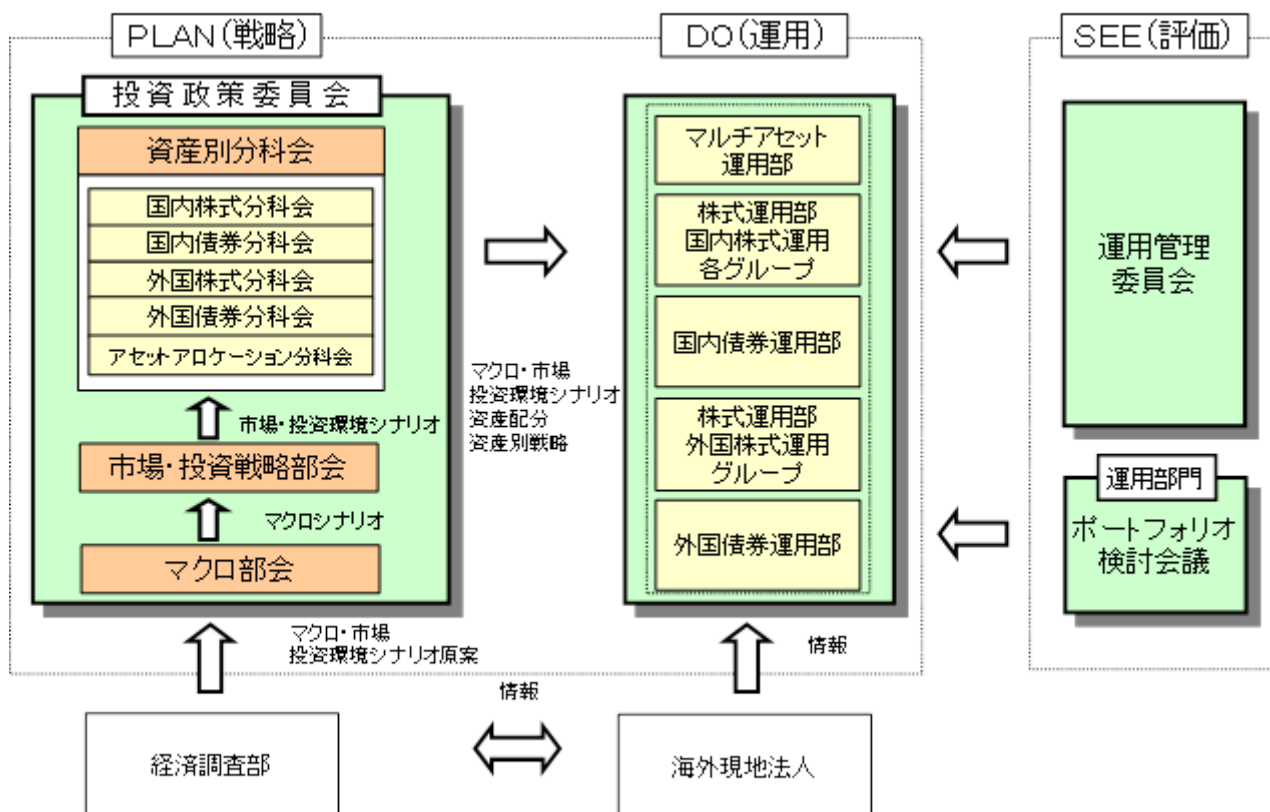 PLAN(戦略)
投資政策委員会
資産別分科会
国内株式分科会
国内債券分科会
外国株式分科会
外国債券分科会
アセットアロケーション分科会
市場・投資環境シナリオ
市場・投資戦略部会
マクロシナリオ
マクロ部会
マクロ・市場
投資環境シナリオ原案
経済調査部
マクロ・市場
投資環境シナリオ
資産配分
資産別戦略
情報
DO(運用)
マルチアセット
運用部
株式運用部
国内株式運用
各グループ
国内債券運用部
株式運用部
外国株式運用
グループ
外国債券運用部
情報
海外現地法人
SEE(評価)
運用管理
委員会
運用部門
ポートフォリオ
検討会議